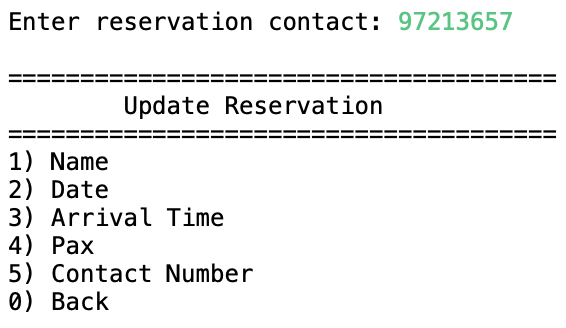 Enter reservation contact: 97213657
======================================
Update Reservation
======================================
1) Name
2) Date
3) Arrival Time
4) Pax
5) Contact Number
0) Back